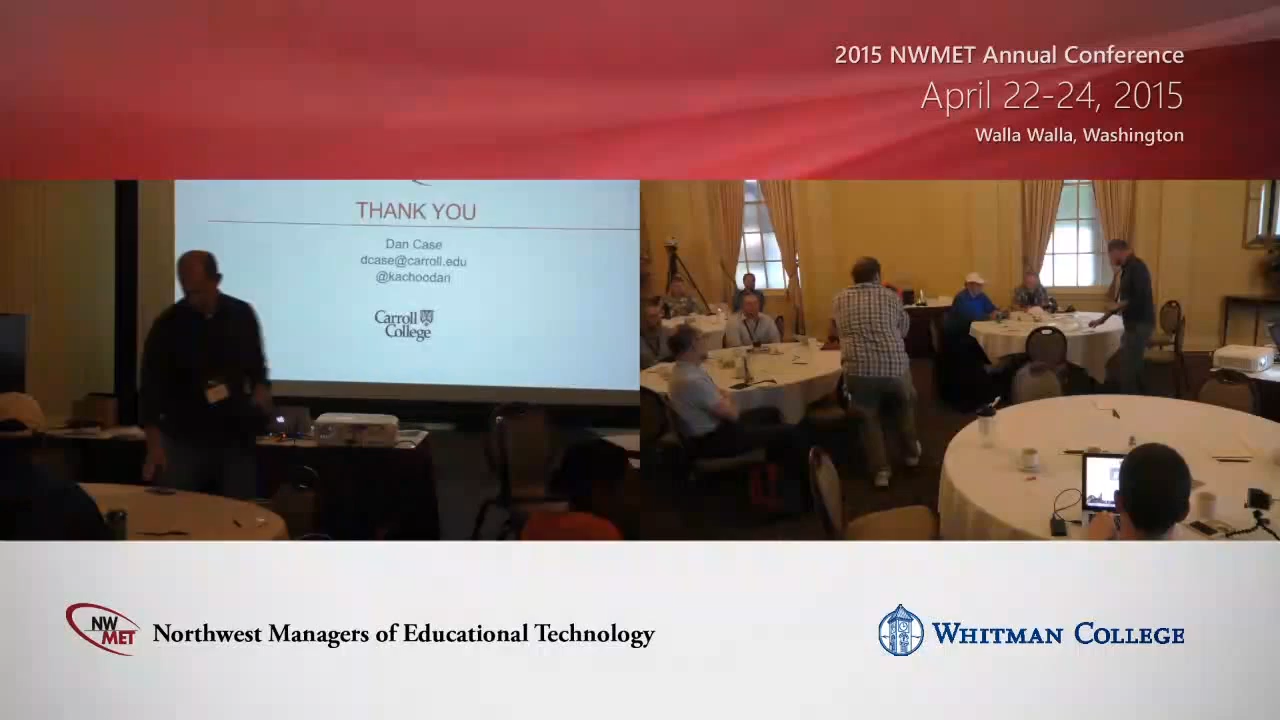 2015 NWMET Annual Conference
April 22-24, 2015
Walla Walla, Washington
THANK YOU
Dan Case
dcase@carroll.edu
@kachoodan
Carroll
College
NW
MET
Northwest Managers of Educational Technology
WHITMAN COLLEGE